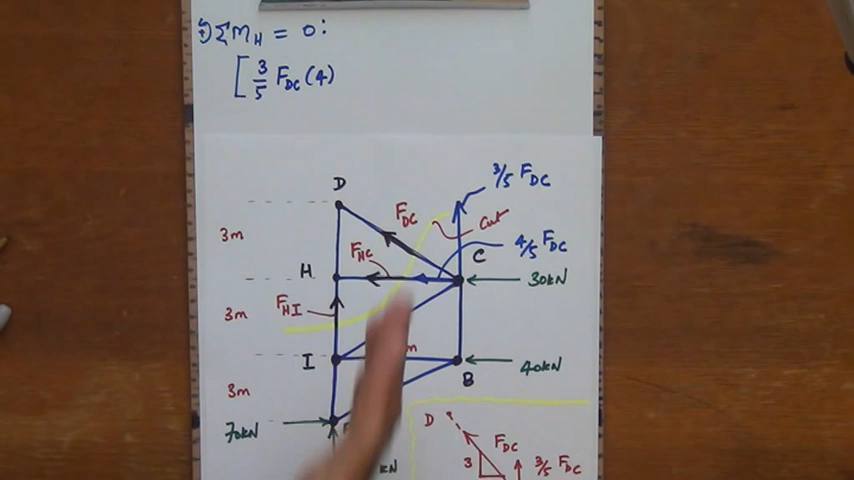 ↺ΣM_H = 0:
[3/5 F_DC (4)
D
3/5 F_DC
F_DC
Cut
3m
F_HC
4/5 F_DC
H
C
30kN
3m
F_HI
m
I
40kN
B
3m
70kN
kN
D
F_DC
3
3/5 F_DC